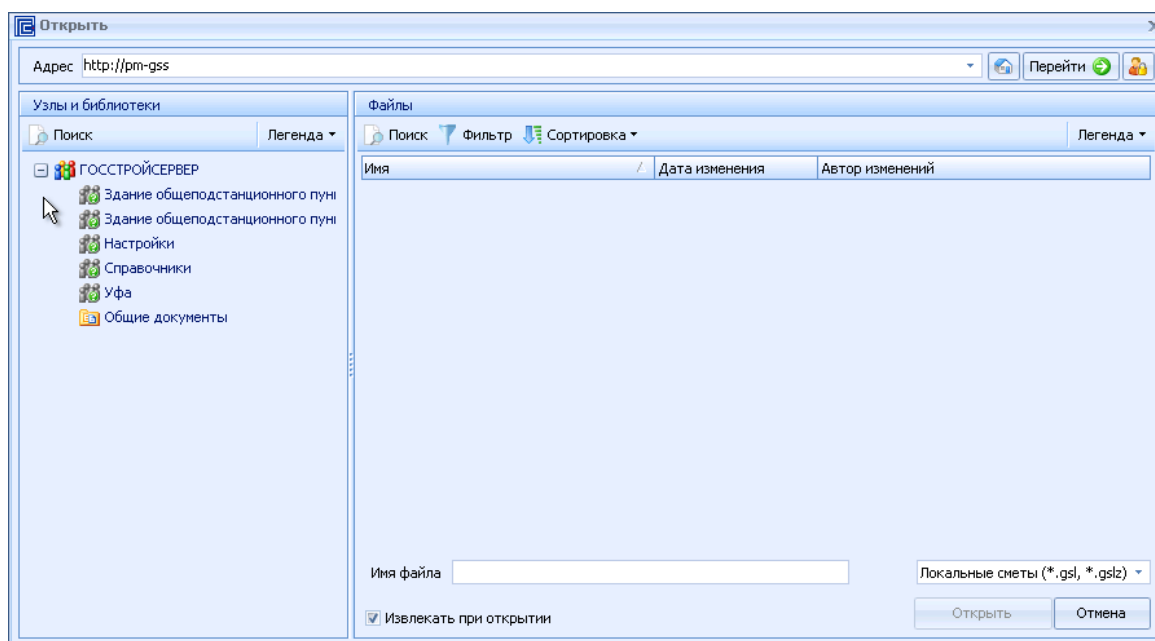 Открыть
Адрес http://pm-gss Перейти
Узлы и библиотеки
Поиск Легенда
ГОССТРОЙСЕРВЕР
Здание общеподстанционного
Здание общеподстанционного
Настройки
Справочники
Уфа
Общие документы
Файлы
Поиск Фильтр Сортировка Легенда
Имя Дата изменения Автор изменений
Имя файла Локальные сметы (*.gsl, *.gslz)
Извлекать при открытии Открыть Отмена